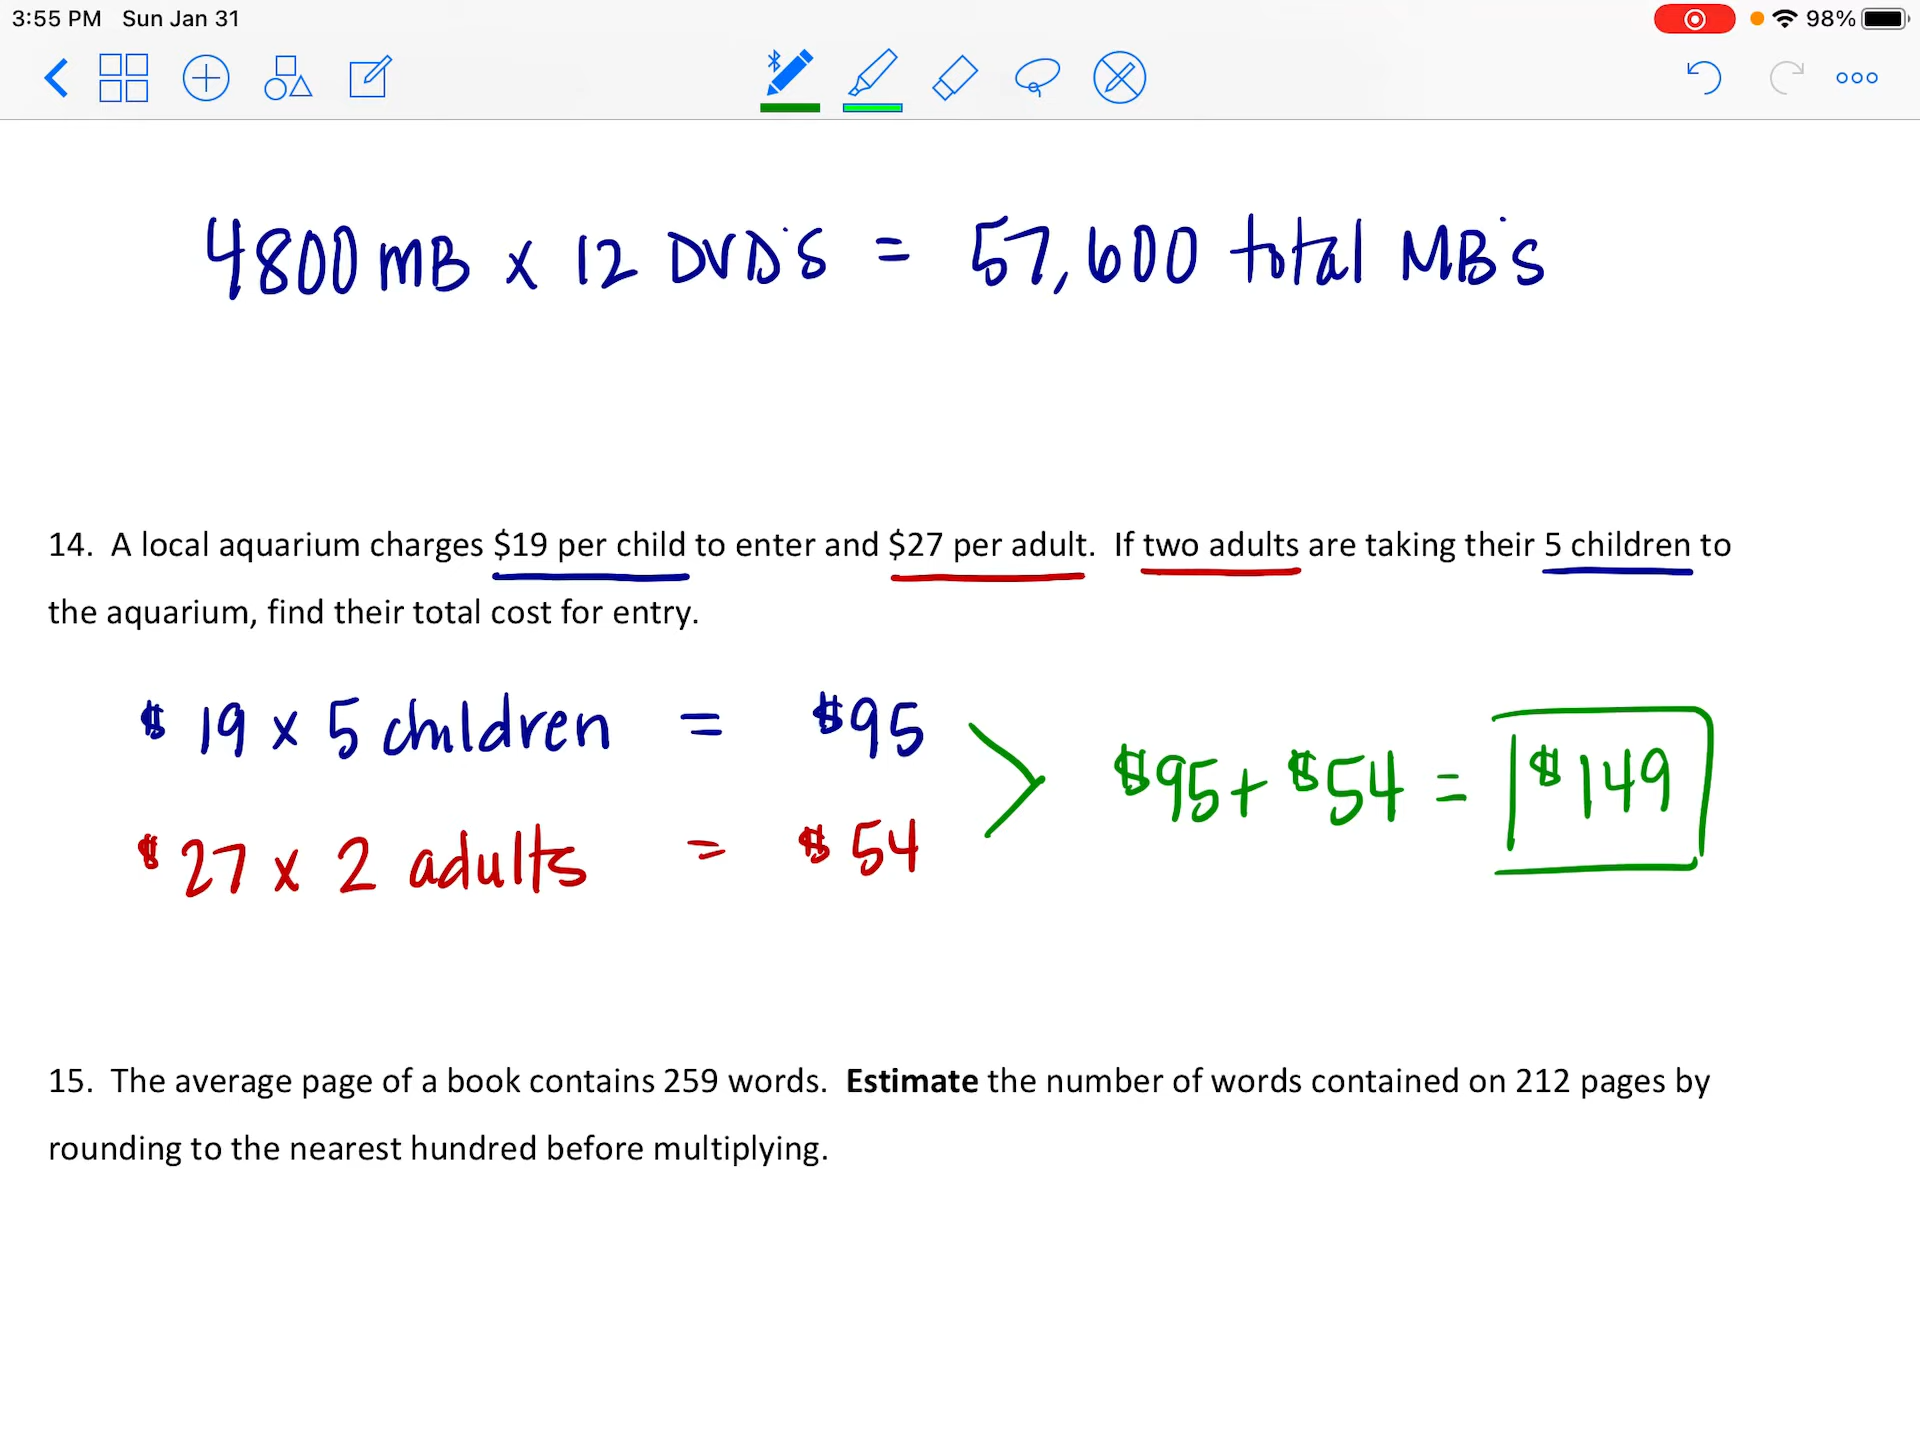 3:55 PM Sun Jan 31 98%
4800 MB x 12 DVD's = 57,600 total MB's
14. A local aquarium charges $19 per child to enter and $27 per adult. If two adults are taking their 5 children to
the aquarium, find their total cost for entry.
$ 19 x 5 children = $95
$95 + $54 = $149
$ 27 x 2 adults = $ 54
15. The average page of a book contains 259 words. Estimate the number of words contained on 212 pages by
rounding to the nearest hundred before multiplying.